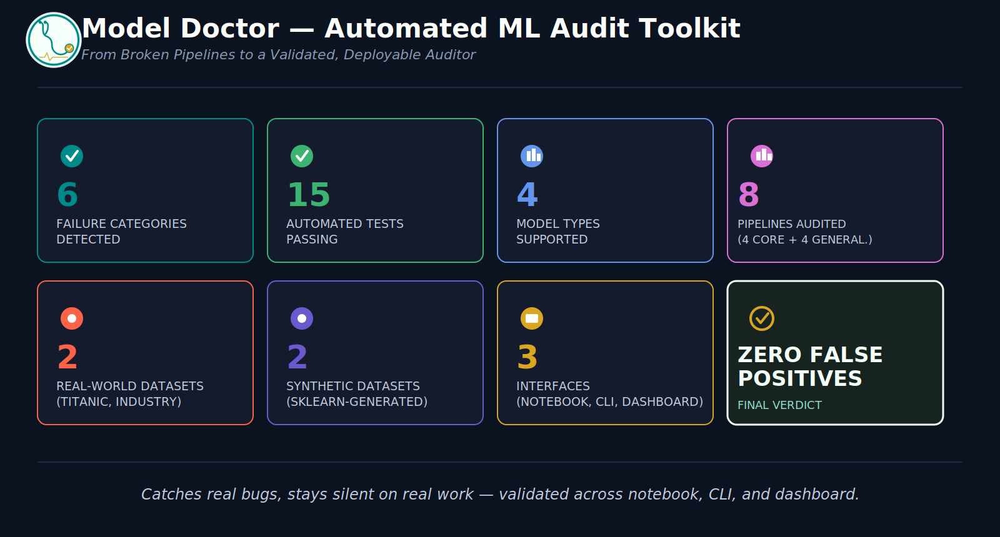 Model Doctor — Automated ML Audit Toolkit
From Broken Pipelines to a Validated, Deployable Auditor
6
FAILURE CATEGORIES
DETECTED
15
AUTOMATED TESTS
PASSING
4
MODEL TYPES
SUPPORTED
8
PIPELINES AUDITED
(4 CORE + 4 GENERAL.)
2
REAL-WORLD DATASETS
(TITANIC, INDUSTRY)
2
SYNTHETIC DATASETS
(SKLEARN-GENERATED)
3
INTERFACES
(NOTEBOOK, CLI, DASHBOARD)
ZERO FALSE
POSITIVES
FINAL VERDICT
Catches real bugs, stays silent on real work — validated across notebook, CLI, and dashboard.